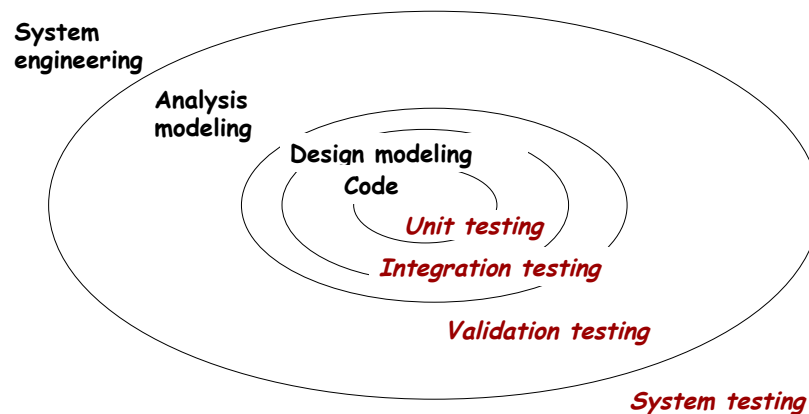 System
engineering
Analysis
modeling
Design modeling
Code
Unit testing
Integration testing
Validation testing
System testing